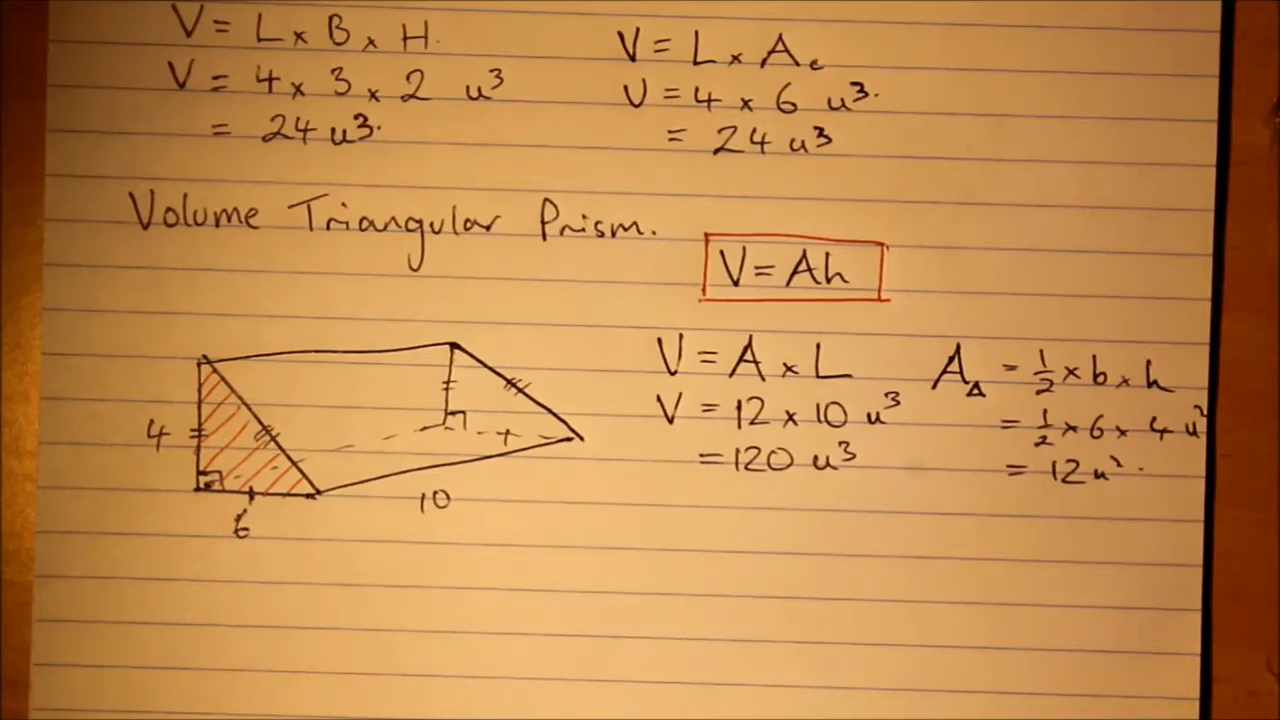 V = L × B × H.
V = 4 × 3 × 2 u³
= 24 u³.
V = L × Ac
V = 4 × 6 u³.
= 24 u³
Volume Triangular Prism.
V = Ah
4
6
10
V = A × L
V = 12 × 10 u³
= 120 u³
A△ = ½ × b × h
= ½ × 6 × 4 u²
= 12 u².